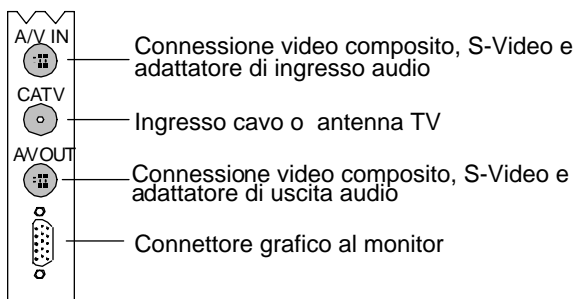 A/V IN
Connessione video composito, S-Video e
adattatore di ingresso audio
CATV
Ingresso cavo o antenna TV
A/V OUT
Connessione video composito, S-Video e
adattatore di uscita audio
Connettore grafico al monitor